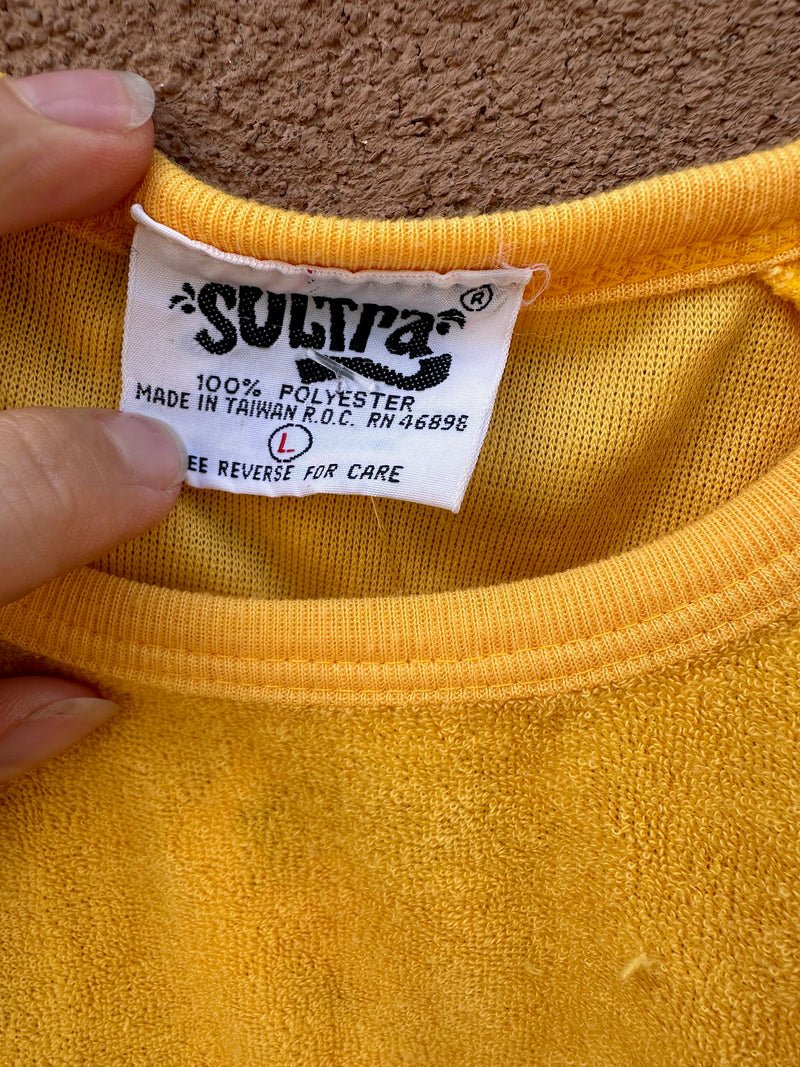 Sultra ®
100% POLYESTER
MADE IN TAIWAN R.O.C. RN 46898
L
EE REVERSE FOR CARE